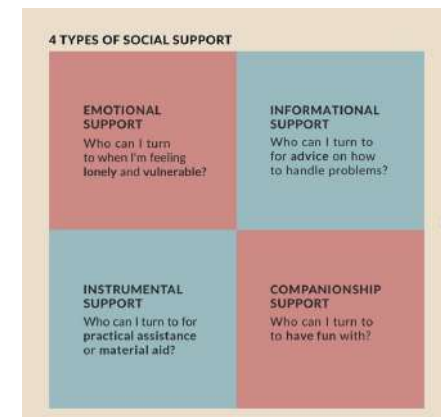 4 TYPES OF SOCIAL SUPPORT
EMOTIONAL
SUPPORT
Who can I turn
to when I'm feeling
lonely and vulnerable?
INFORMATIONAL
SUPPORT
Who can I turn to
for advice on how
to handle problems?
INSTRUMENTAL
SUPPORT
Who can I turn to for
practical assistance
or material aid?
COMPANIONSHIP
SUPPORT
Who can I turn to
to have fun with?